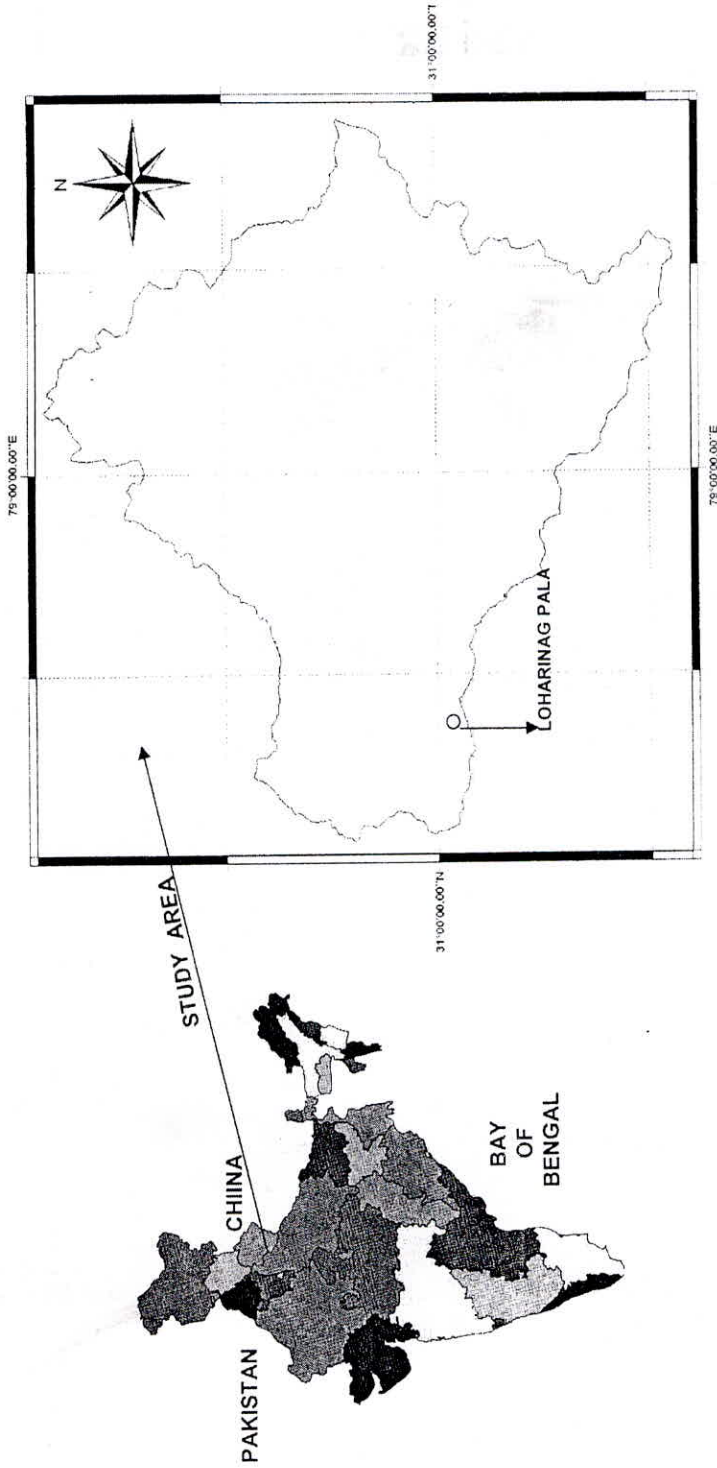 PAKISTAN
CHIINA
STUDY AREA
BAY
OF
BENGAL
79°00'00.00"E
N
31°00'00.00"N
31°00'00.00"
LOHARINAG PALA
79°00'00.00"E